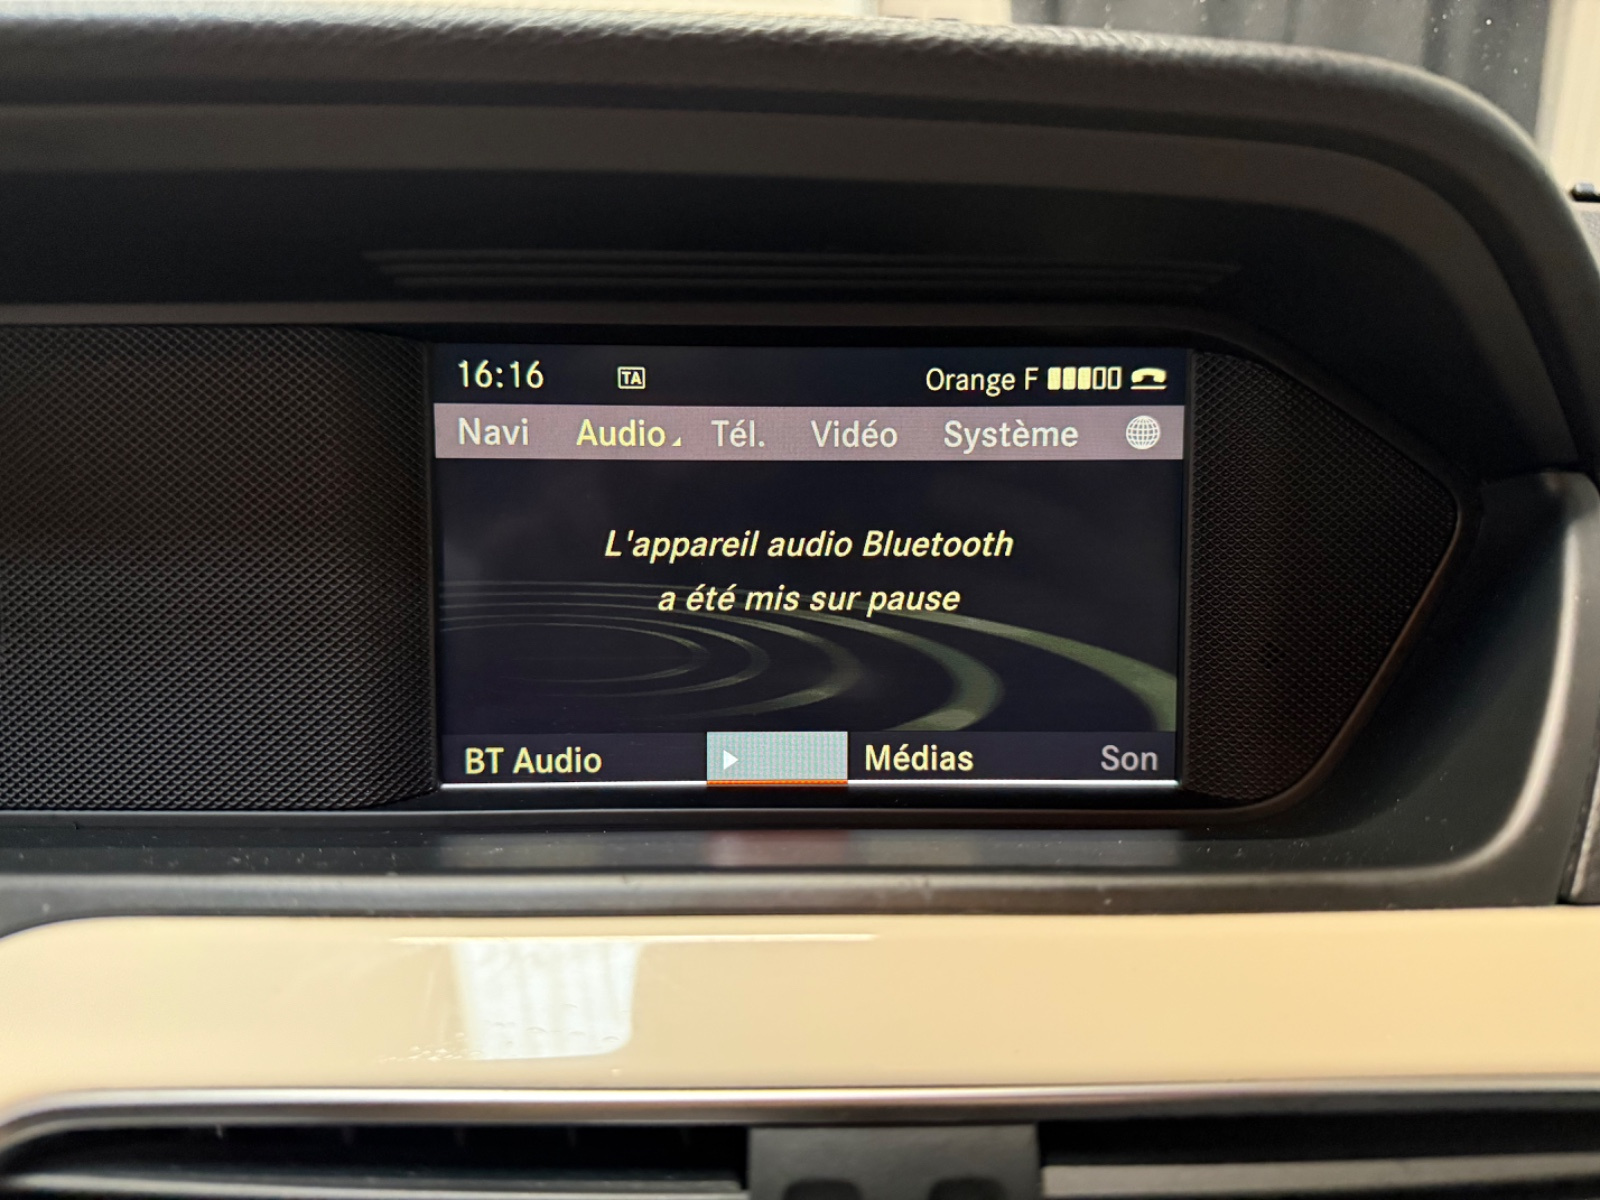 16:16 TA Orange F
Navi Audio Tél. Vidéo Système
L'appareil audio Bluetooth
a été mis sur pause
BT Audio Médias Son